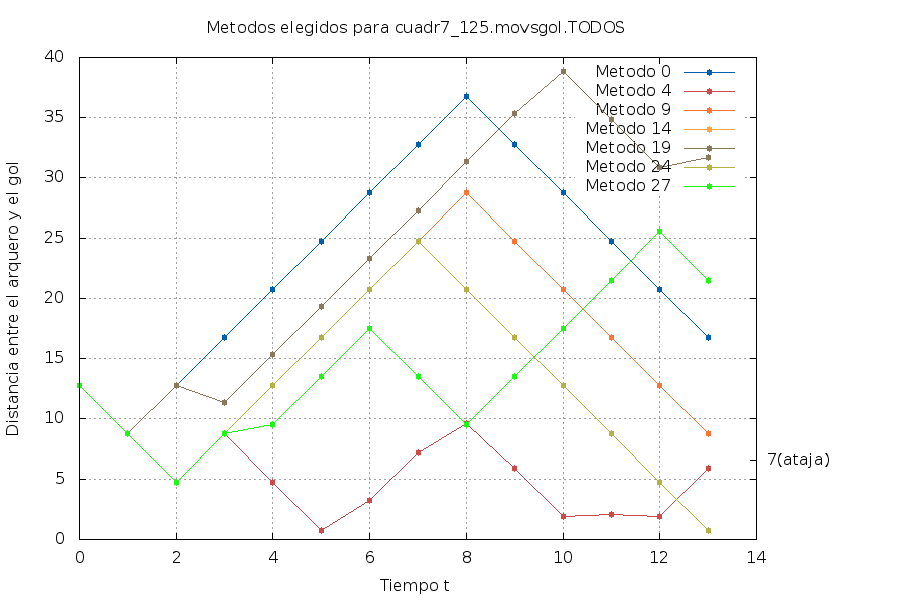 Metodos elegidos para cuadr7_125.movsgol.TODOS
40
35
30
25
20
15
10
5
0
Distancia entre el arquero y el gol
Metodo 0
Metodo 4
Metodo 9
Metodo 14
Metodo 19
Metodo 24
Metodo 27
7(ataja)
0 2 4 6 8 10 12 14
Tiempo t